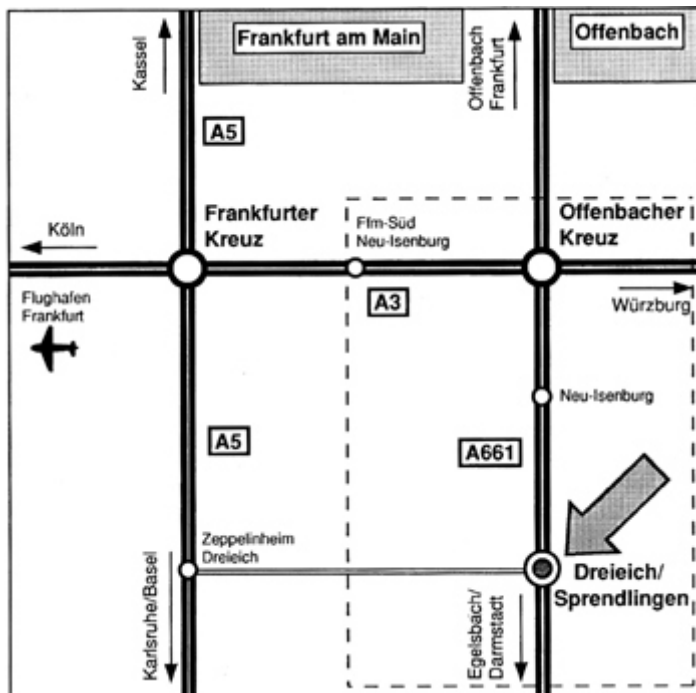 Frankfurt am Main
Offenbach
Kassel
Offenbach
Frankfurt
A5
Frankfurter
Kreuz
Ffm-Süd
Neu-Isenburg
Offenbacher
Kreuz
Köln
Flughafen
Frankfurt
A3
Würzburg
Neu-Isenburg
A5
A661
Zeppelinheim
Dreieich
Dreieich/
Sprendlingen
Karlsruhe/Basel
Egelsbach/
Darmstadt